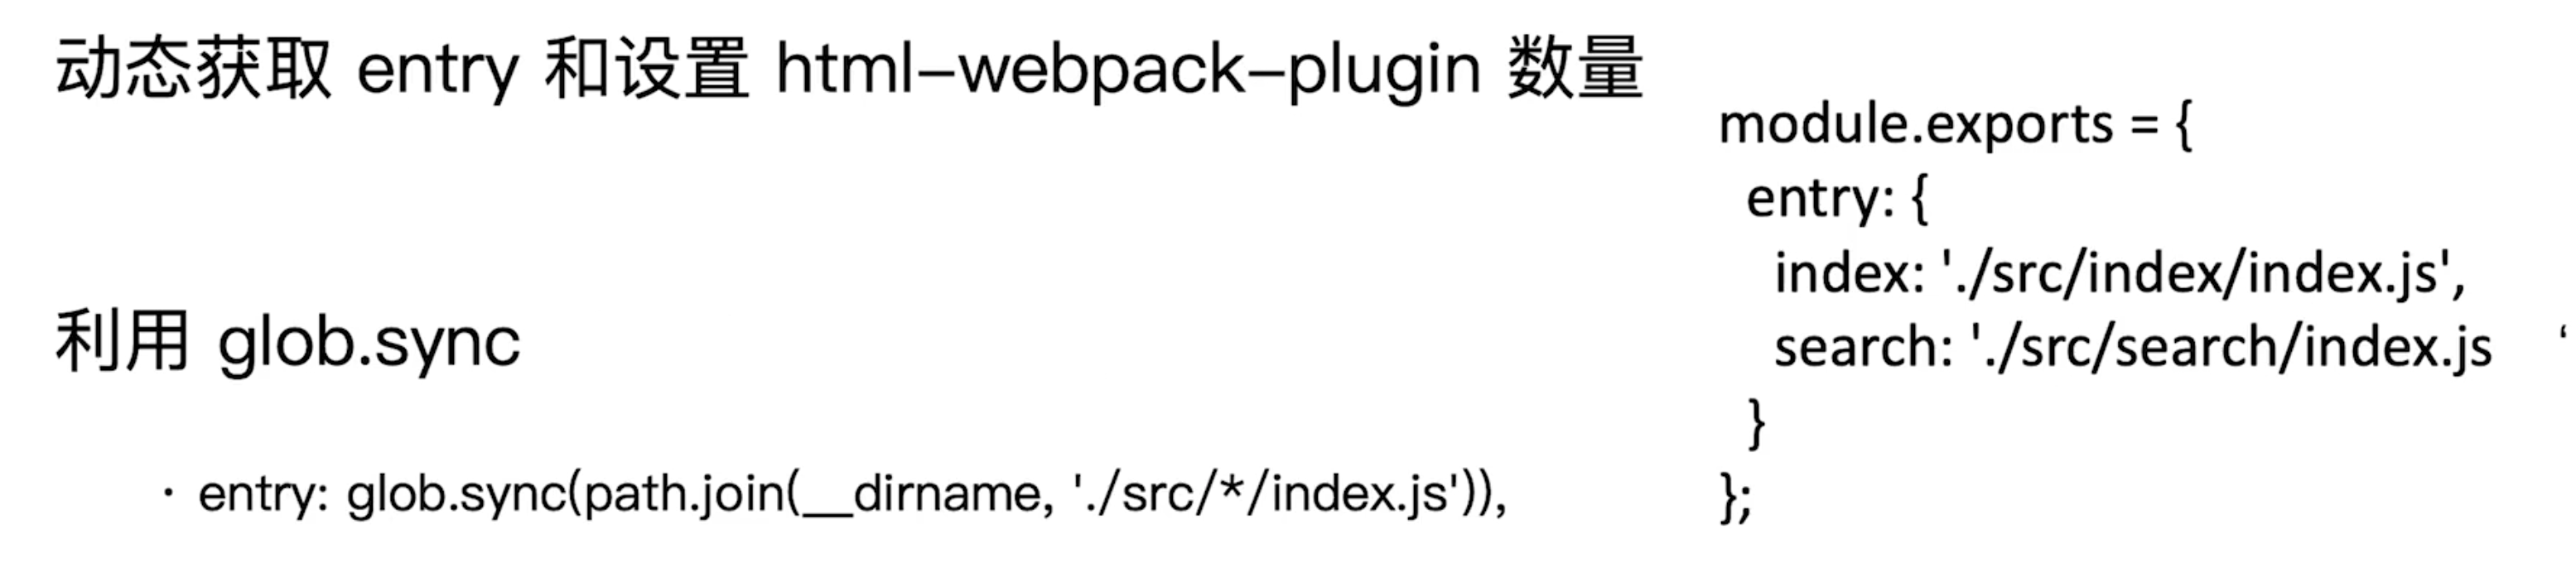 动态获取 entry 和设置 html-webpack-plugin 数量
利用 glob.sync
· entry: glob.sync(path.join(__dirname, './src/*/index.js')),
module.exports = {
entry: {
index: './src/index/index.js',
search: './src/search/index.js ‘
}
};